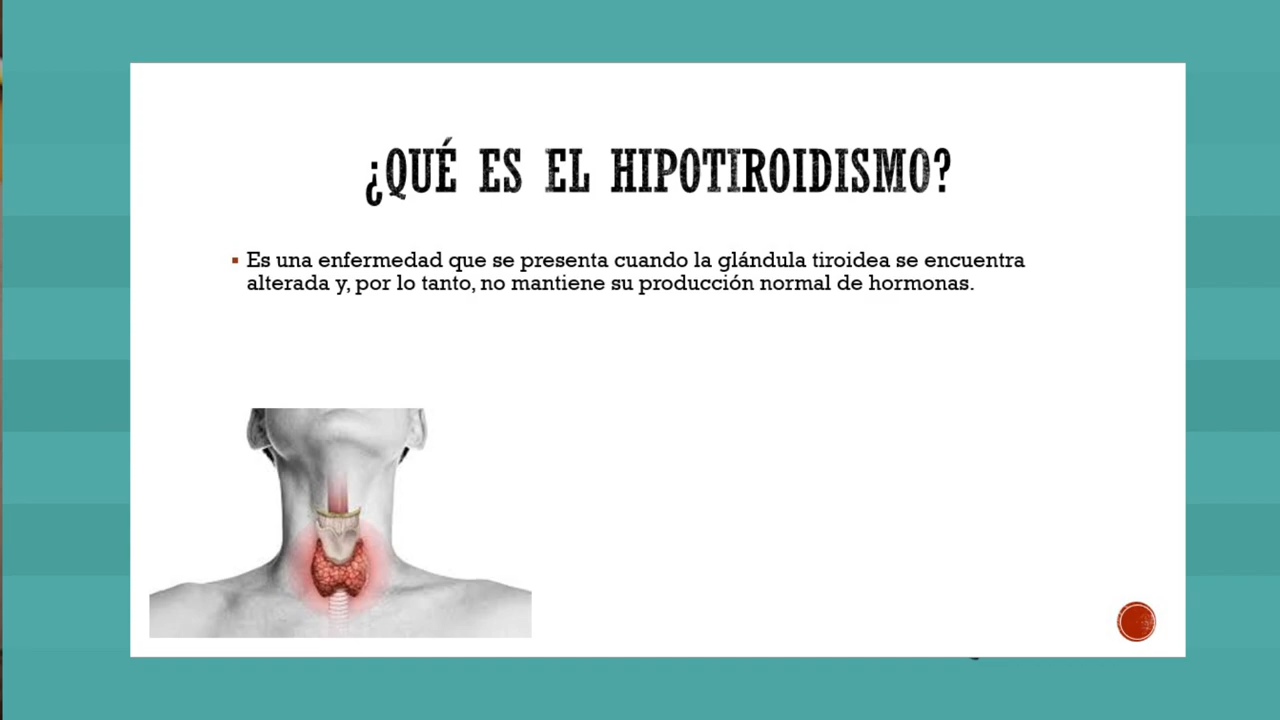 ¿QUÉ ES EL HIPOTIROIDISMO?
▪ Es una enfermedad que se presenta cuando la glándula tiroidea se encuentra
alterada y, por lo tanto, no mantiene su producción normal de hormonas.